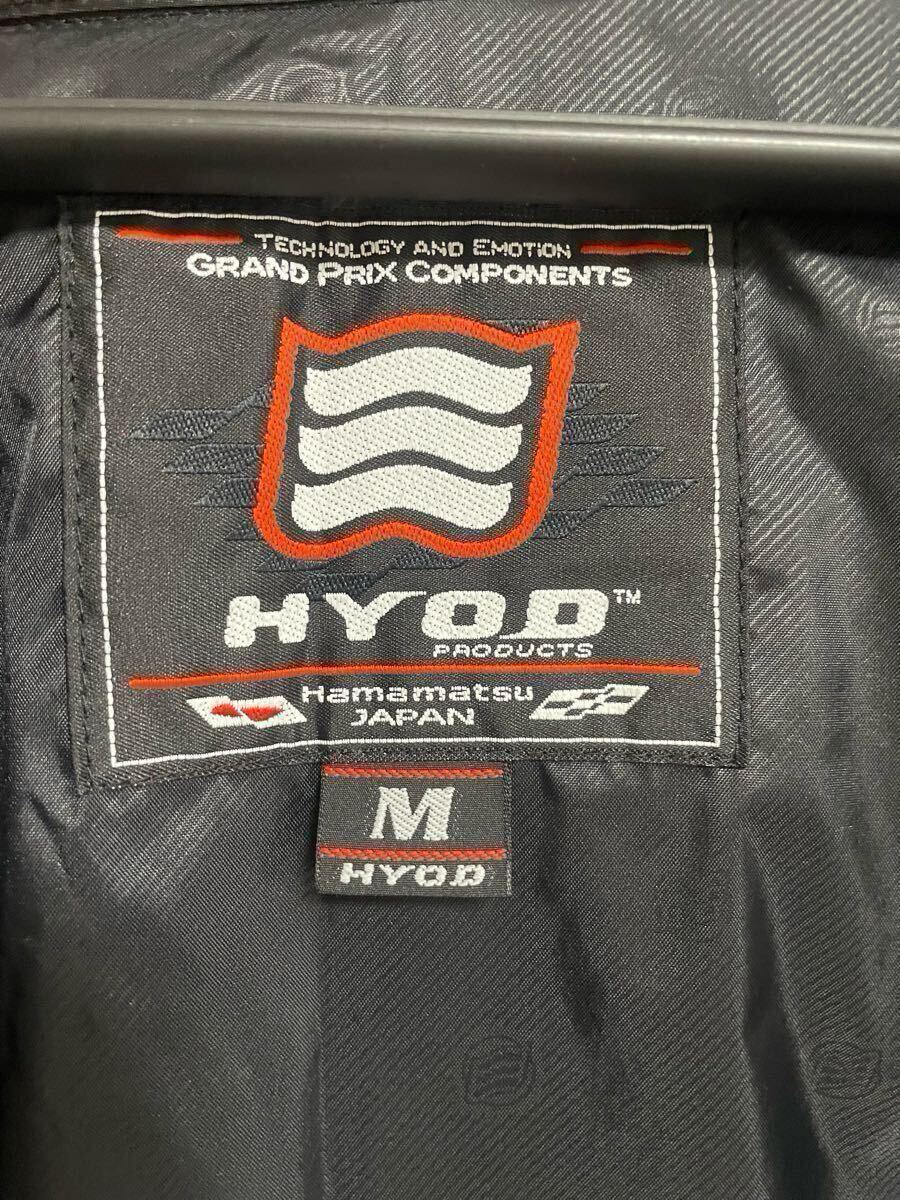 TECHNOLOGY AND EMOTION
GRAND PRIX COMPONENTS
HYOD™
PRODUCTS
Hamamatsu
JAPAN
M
HYOD